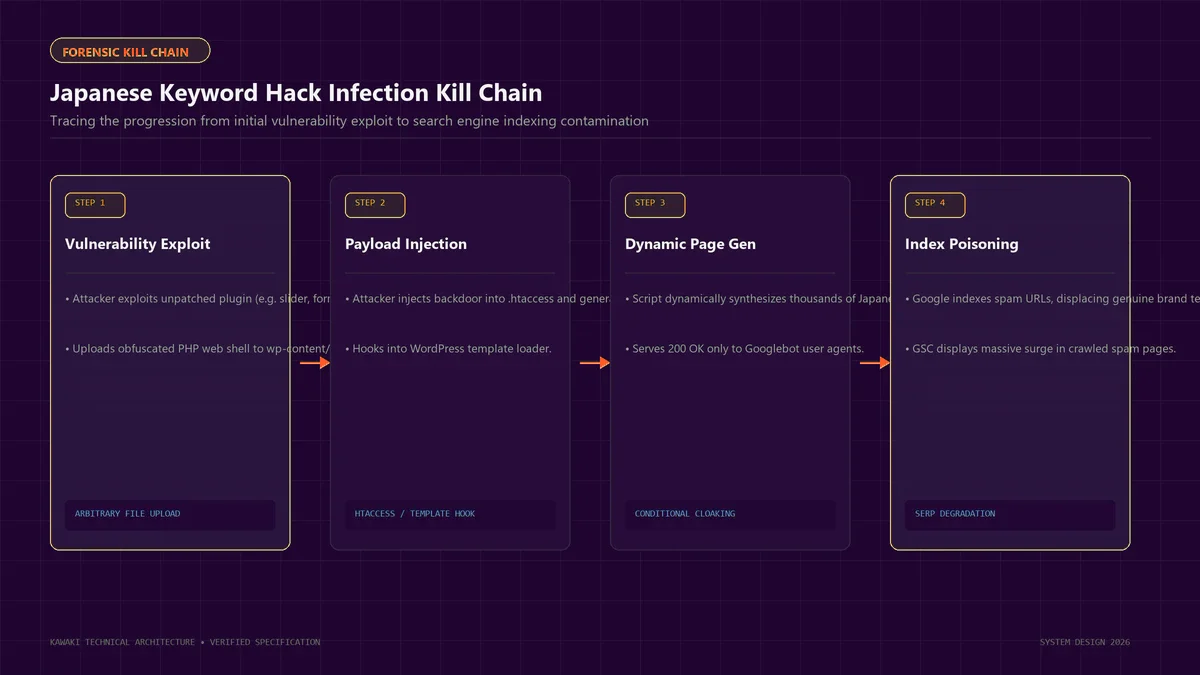 FORENSIC KILL CHAIN
Japanese Keyword Hack Infection Kill Chain
Tracing the progression from initial vulnerability exploit to search engine indexing contamination
STEP 1
Vulnerability Exploit
• Attacker exploits unpatched plugin (e.g. slider,
• Uploads obfuscated PHP web shell to wp-content/
ARBITRARY FILE UPLOAD
STEP 2
Payload Injection
• Attacker injects backdoor into .htaccess and
• Hooks into WordPress template loader.
HTACCESS / TEMPLATE HOOK
STEP 3
Dynamic Page Gen
• Script dynamically synthesizes thousands of
• Serves 200 OK only to Googlebot user agents.
CONDITIONAL CLOAKING
STEP 4
Index Poisoning
• Google indexes spam URLs, displacing genuine brand
• GSC displays massive surge in crawled spam pages.
SERP DEGRADATION
KAWAKI TECHNICAL ARCHITECTURE • VERIFIED SPECIFICATION
SYSTEM DESIGN 2026